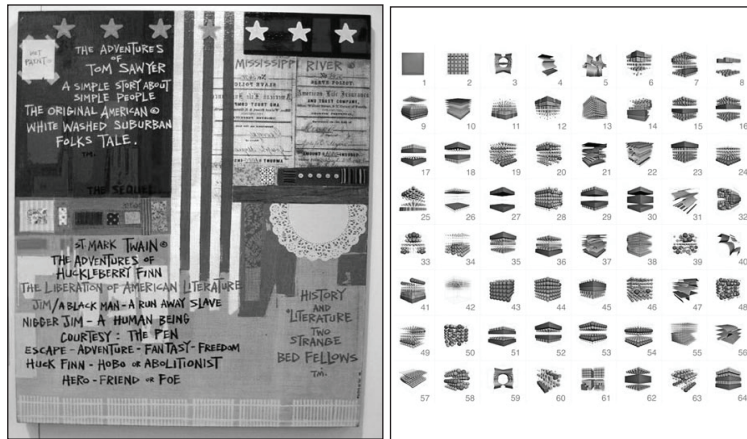 HOT
PAINT
THE ADVENTURES
OF
TOM SAWYER
A SIMPLE STORY ABOUT
SIMPLE PEOPLE
THE ORIGINAL AMERICAN ©
WHITE WASHED SUBURBAN
FOLKS TALE.
TM.
THE SEQUEL
MISSISSIPPI RIVER
ST MARK TWAIN ©
THE ADVENTURES OF
HUCKLEBERRY FINN
THE LIBERATION OF AMERICAN LITERATURE
JIM/A BLACK MAN - A RUN AWAY SLAVE
NIGGER JIM - A HUMAN BEING
COURTESY: THE PEN
ESCAPE - ADVENTURE - FANTASY - FREEDOM
HUCK FINN - HOBO OR ABOLITIONIST
HERO - FRIEND OR FOE
HISTORY
AND
LITERATURE
TWO
STRANGE
BED FELLOWS
TM.
1 2 3 4 5 6 7 8
9 10 11 12 13 14 15 16
17 18 19 20 21 22 23 24
25 26 27 28 29 30 31 32
33 34 35 36 37 38 39 40
41 42 43 44 45 46 47 48
49 50 51 52 53 54 55 56
57 58 59 60 61 62 63 64